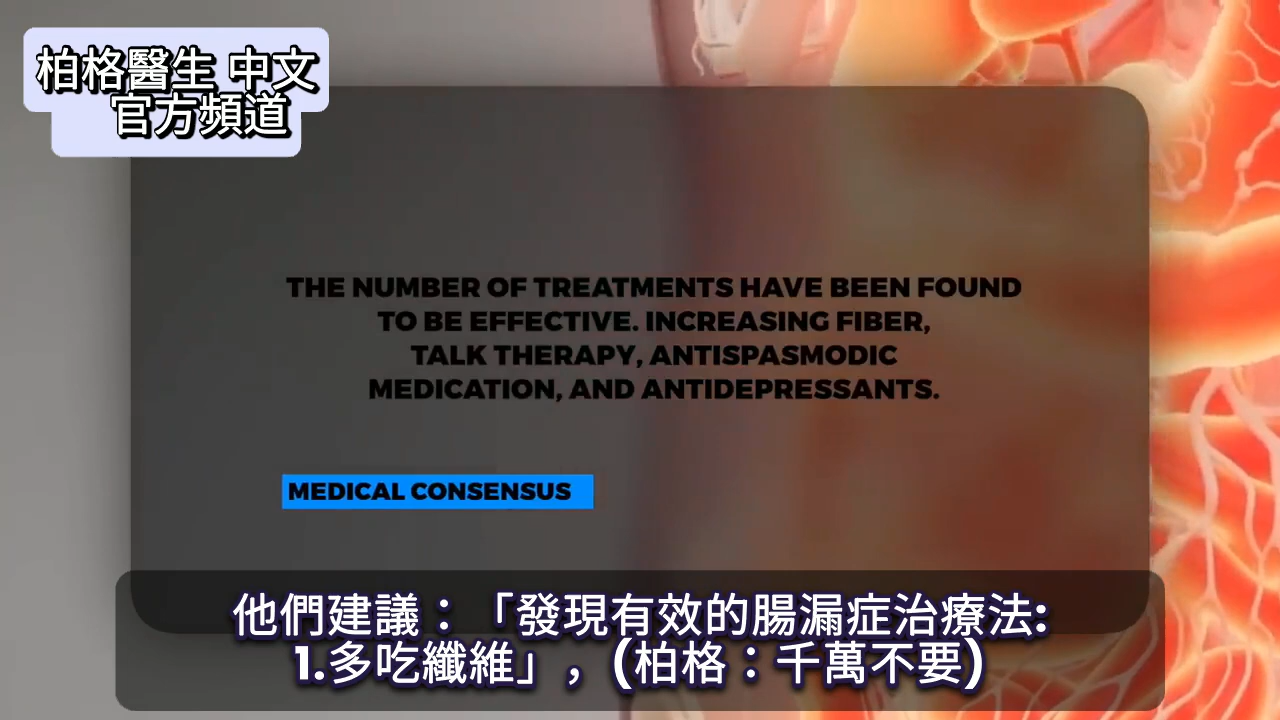 柏格醫生 中文
官方頻道
THE NUMBER OF TREATMENTS HAVE BEEN FOUND
TO BE EFFECTIVE. INCREASING FIBER,
TALK THERAPY, ANTISPASMODIC
MEDICATION, AND ANTIDEPRESSANTS.
MEDICAL CONSENSUS
他們建議：「發現有效的腸漏症治療法:
1.多吃纖維」，(柏格：千萬不要)